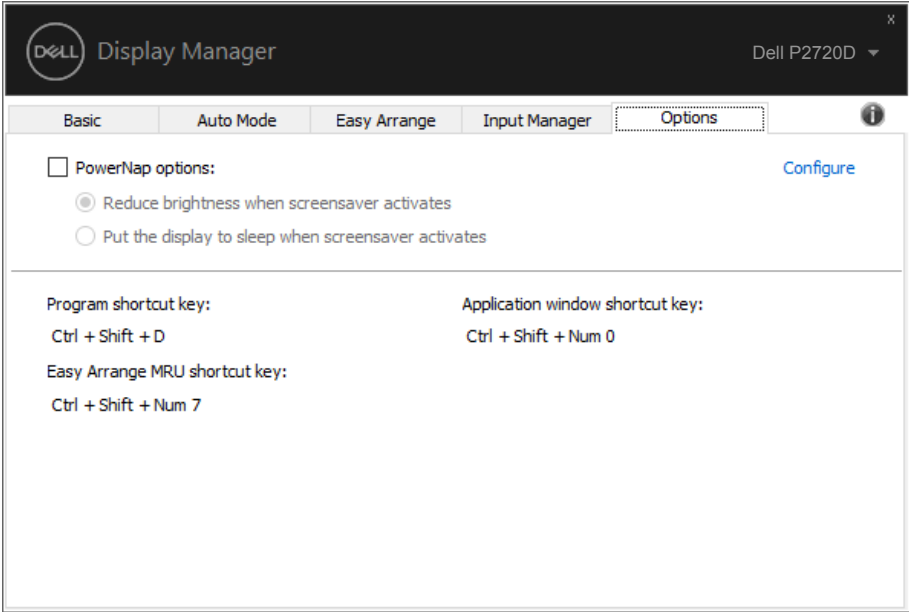 x
DELL Display Manager Dell P2720D
Basic Auto Mode Easy Arrange Input Manager Options i
PowerNap options: Configure
Reduce brightness when screensaver activates
Put the display to sleep when screensaver activates
Program shortcut key: Application window shortcut key:
Ctrl + Shift + D Ctrl + Shift + Num 0
Easy Arrange MRU shortcut key:
Ctrl + Shift + Num 7